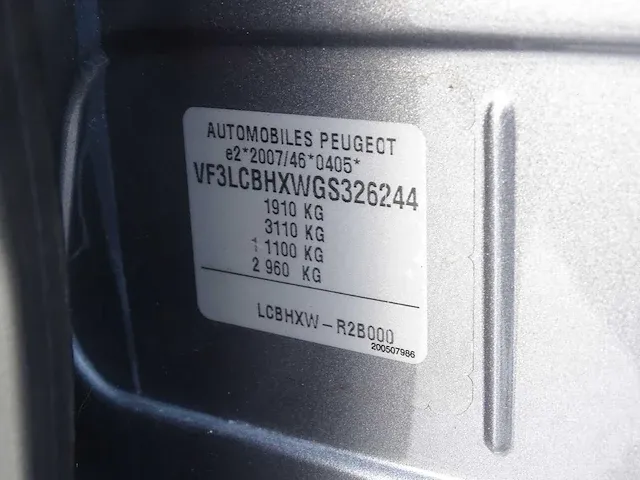 AUTOMOBILES PEUGEOT
e2*2007/46*0405*
VF3LCBHXWGS326244
1910 KG
3110 KG
1 1100 KG
2 960 KG
LCBHXW-R2B000
200507986